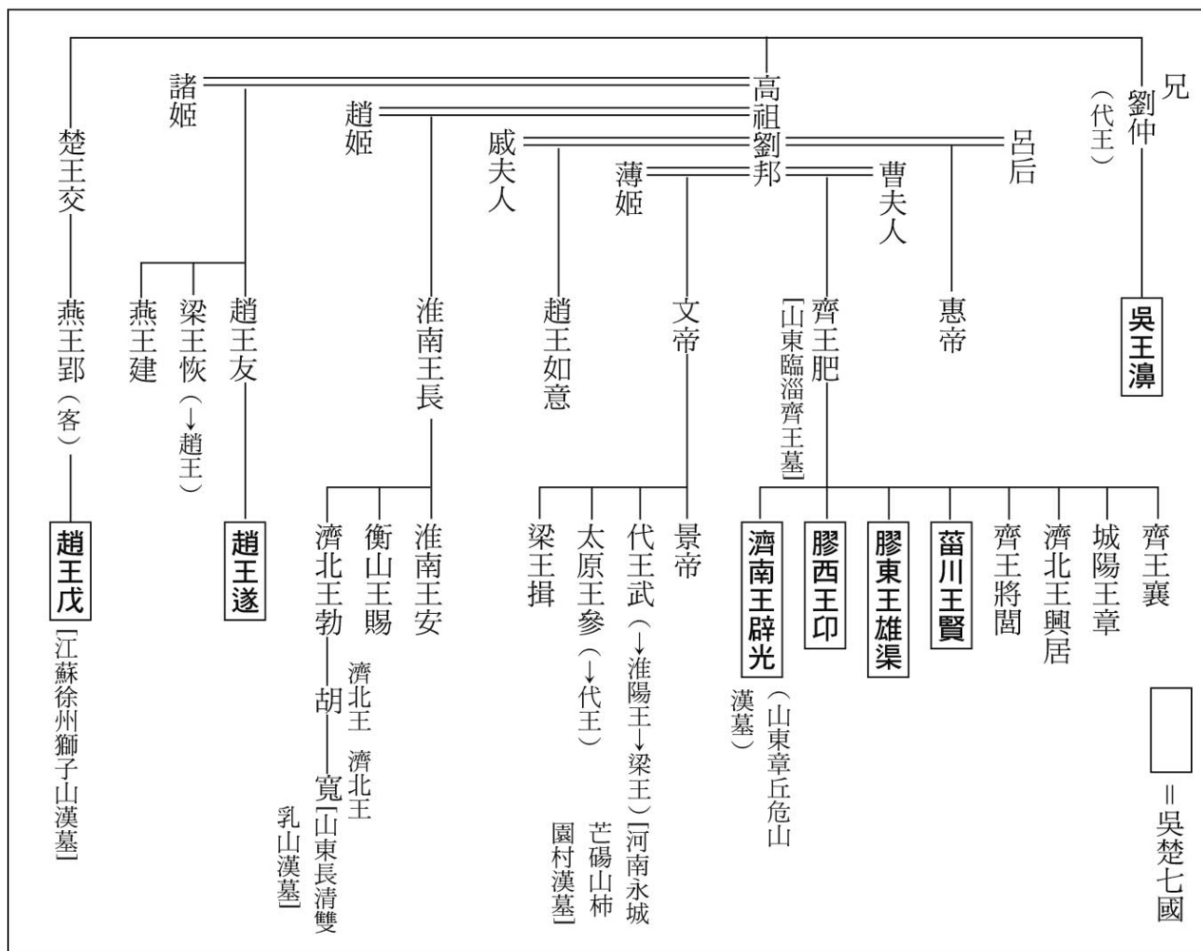 兄
劉仲
（代王）
吳王濞
呂后
惠帝
曹夫人
高祖劉邦
齊王肥
[山東臨淄齊王墓]
齊王襄
城陽王章
濟北王興居
齊王將閭
菑川王賢
膠東王雄渠
膠西王卬
濟南王辟光
（山東章丘危山
漢墓）
薄姬
文帝
景帝
代王武（→淮陽王→梁王）[河南永城
芒碭山柿
園村漢墓]
太原王參（→代王）
梁王揖
戚夫人
趙王如意
趙姬
淮南王長
淮南王安
衡山王賜
濟北王勃
濟北王
胡
濟北王
寬[山東長清雙
乳山漢墓]
諸姬
趙王友
趙王遂
梁王恢（→趙王）
燕王建
楚王交
燕王郢（客）
趙王戊
[江蘇徐州獅子山漢墓]
＝吳楚七國